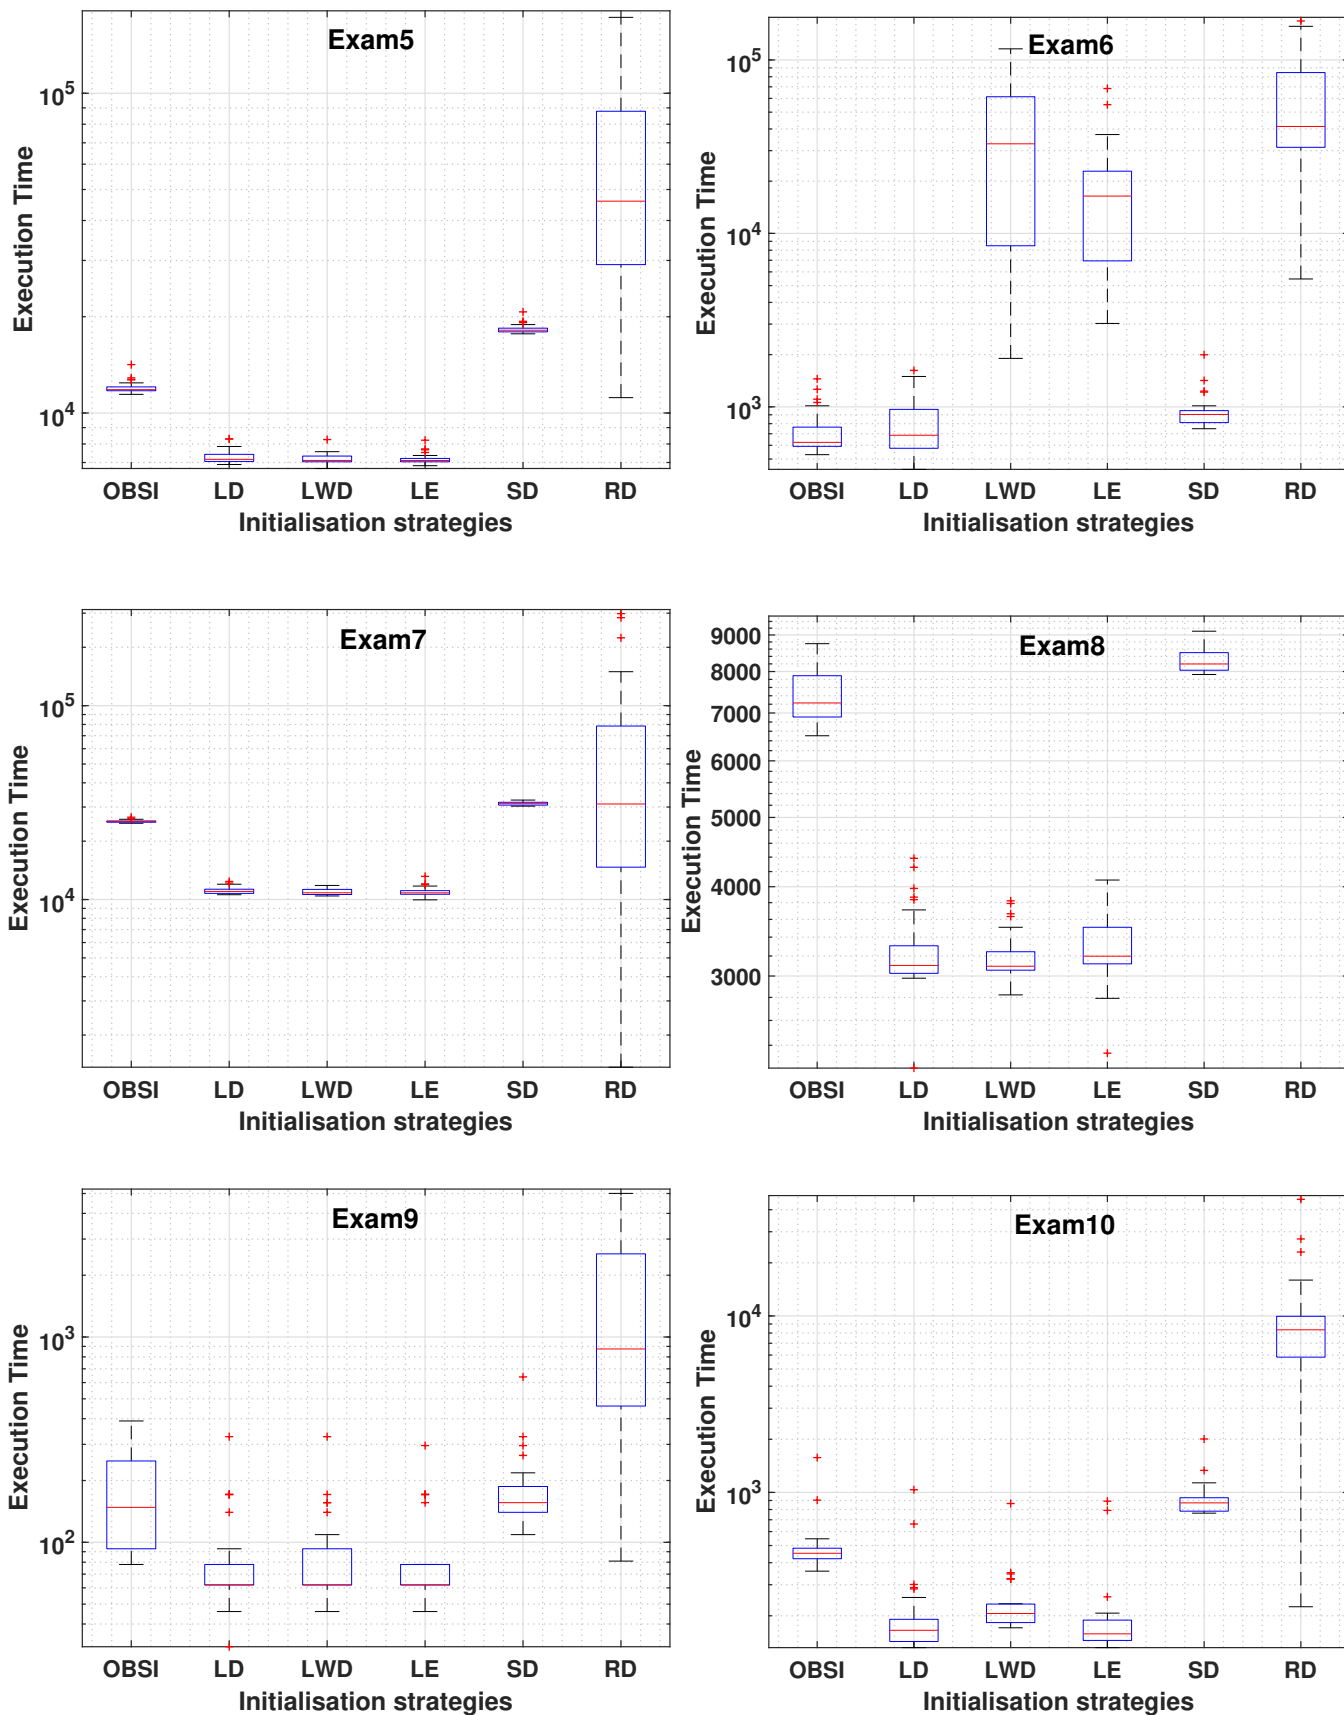 Exam5
10^5
10^4
Execution Time
OBSI LD LWD LE SD RD
Initialisation strategies
Exam6
10^5
10^4
10^3
Execution Time
OBSI LD LWD LE SD RD
Initialisation strategies
Exam7
10^5
10^4
Execution Time
OBSI LD LWD LE SD RD
Initialisation strategies
Exam8
9000
8000
7000
6000
5000
4000
3000
Execution Time
OBSI LD LWD LE SD RD
Initialisation strategies
Exam9
10^3
10^2
Execution Time
OBSI LD LWD LE SD RD
Initialisation strategies
Exam10
10^4
10^3
Execution Time
OBSI LD LWD LE SD RD
Initialisation strategies